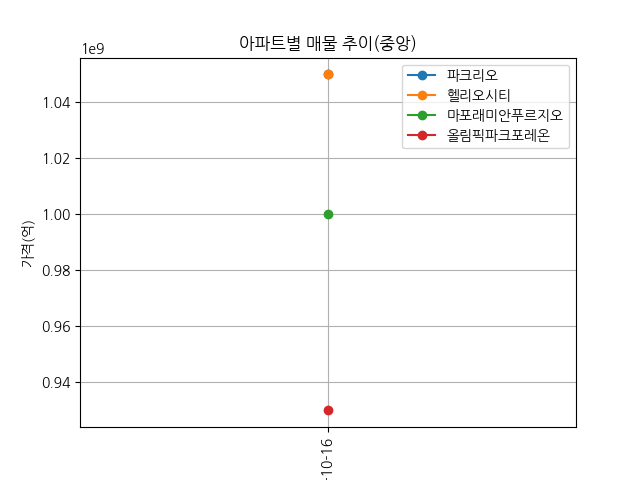 아파트별 매물 추이(중앙)
1e9
파크리오
헬리오시티
마포래미안푸르지오
올림픽파크포레온
1.04
1.02
1.00
0.98
0.96
0.94
가격(억)
-10-16